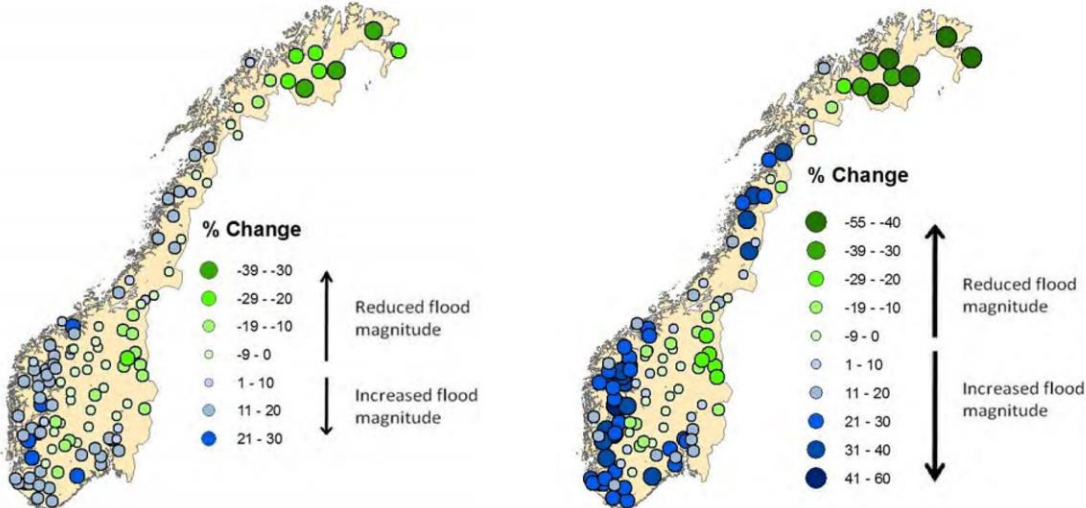 % Change
-39 - -30
-29 - -20
-19 - -10
-9 - 0
1 - 10
11 - 20
21 - 30
Reduced flood
magnitude
Increased flood
magnitude
% Change
-55 - -40
-39 - -30
-29 - -20
-19 - -10
-9 - 0
1 - 10
11 - 20
21 - 30
31 - 40
41 - 60
Reduced flood
magnitude
Increased flood
magnitude